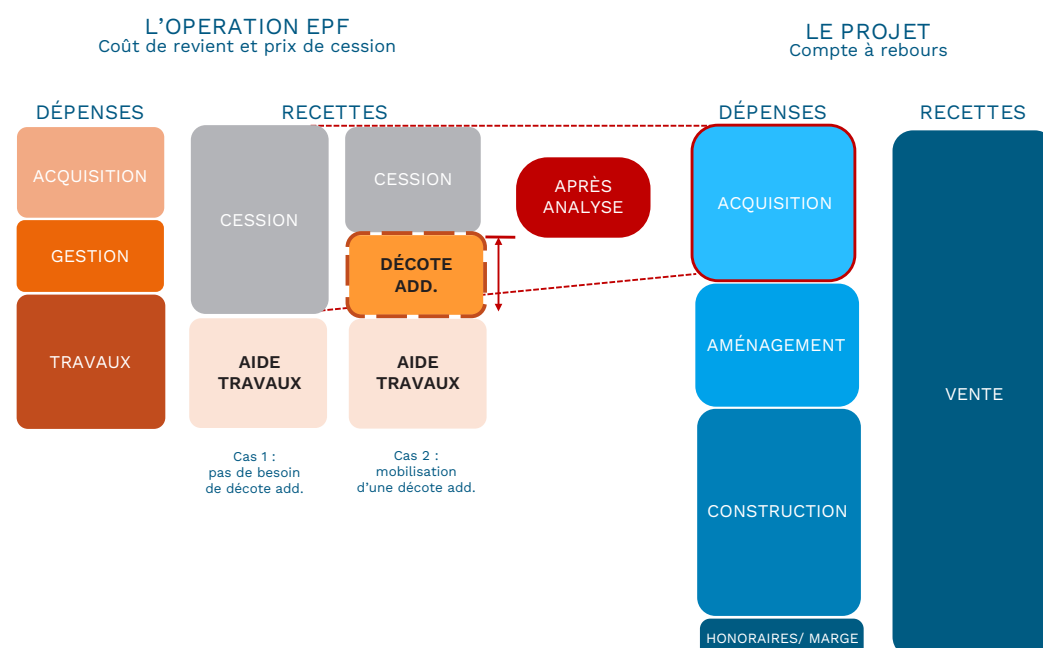 L’OPERATION EPF
Coût de revient et prix de cession
LE PROJET
Compte à rebours
DÉPENSES
RECETTES
DÉPENSES
RECETTES
ACQUISITION
GESTION
TRAVAUX
CESSION
AIDE
TRAVAUX
Cas 1 :
pas de besoin
de décote add.
CESSION
DÉCOTE
ADD.
AIDE
TRAVAUX
Cas 2 :
mobilisation
d’une décote add.
APRÈS
ANALYSE
ACQUISITION
AMÉNAGEMENT
CONSTRUCTION
HONORAIRES/ MARGE
VENTE